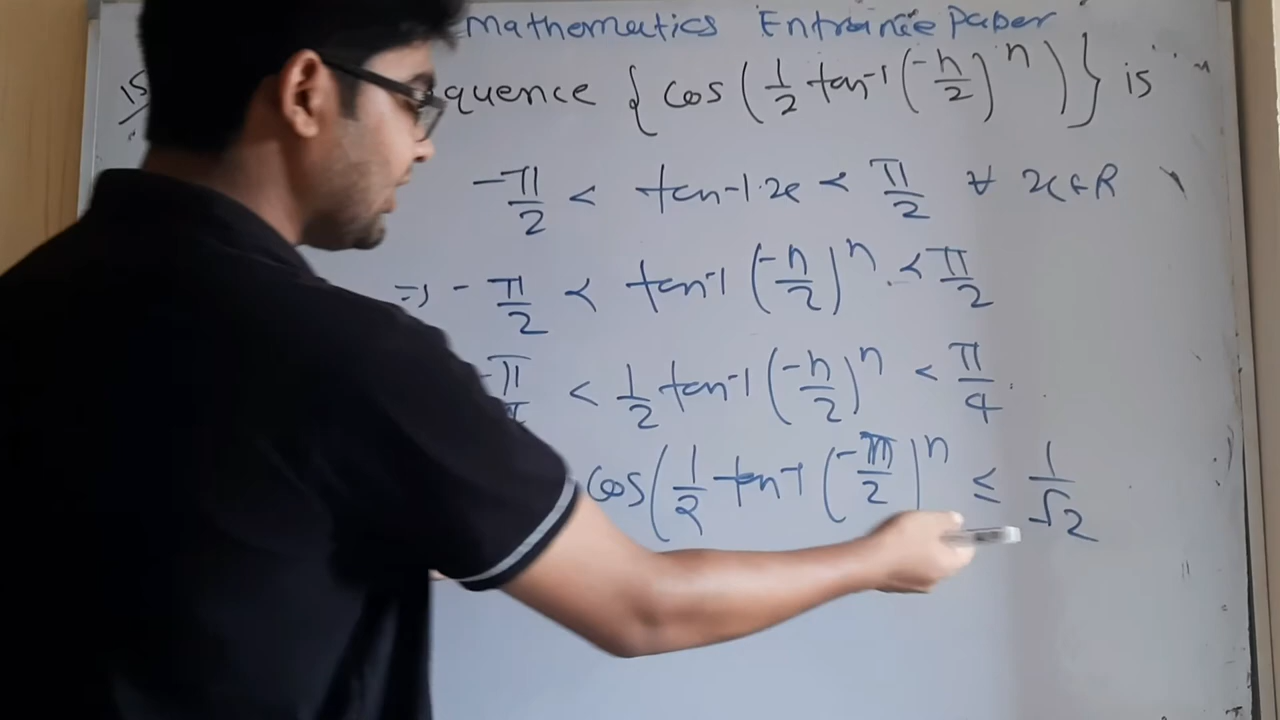 Mathematics Entrance Paper
15 quence {cos(1/2 tan-1(-n/2)^n)} is
-π/2 < tan-1 x < π/2 ∀ x∈R
=> -π/2 < tan-1(-n/2)^n < π/2
-π < 1/2 tan-1(-n/2)^n < π/4
cos(1/2 tan-1(-n/2)^n ≤ 1/√2